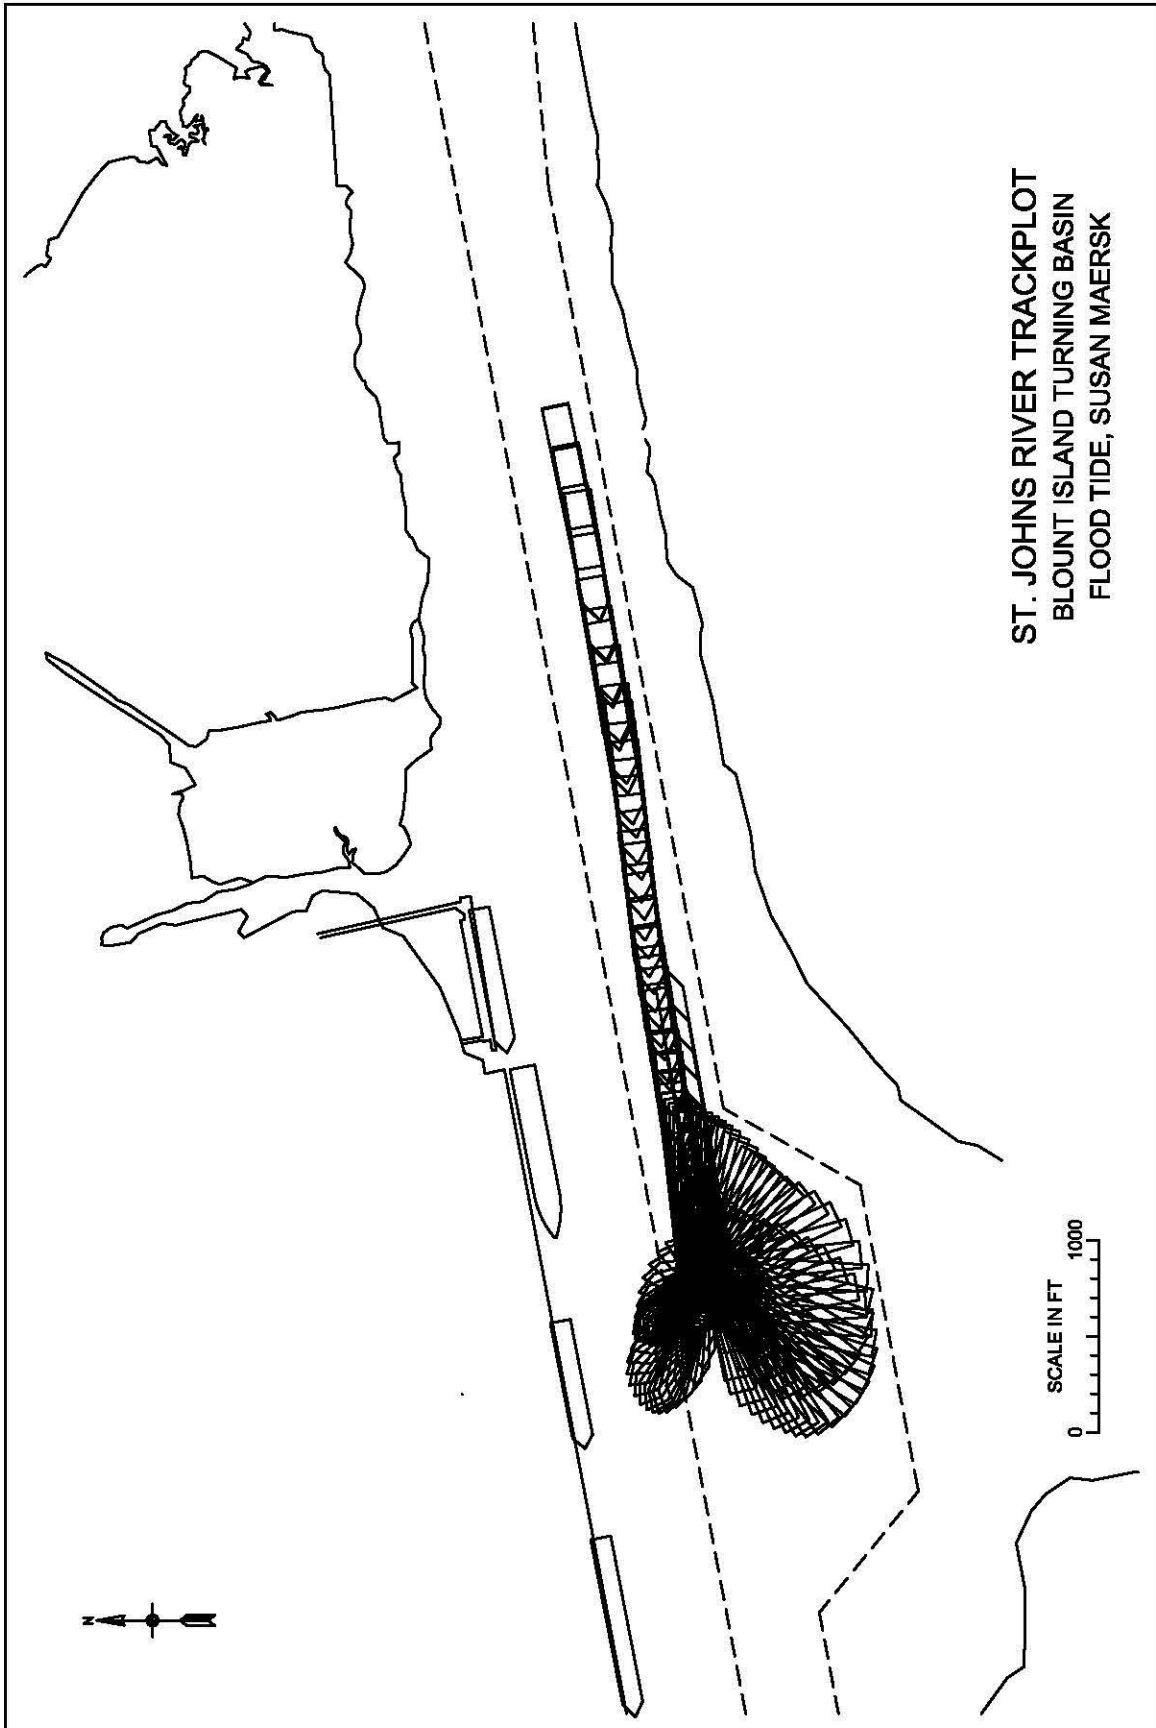 ST. JOHNS RIVER TRACKPLOT
BLOUNT ISLAND TURNING BASIN
FLOOD TIDE, SUSAN MAERSK
SCALE IN FT
0 1000
N